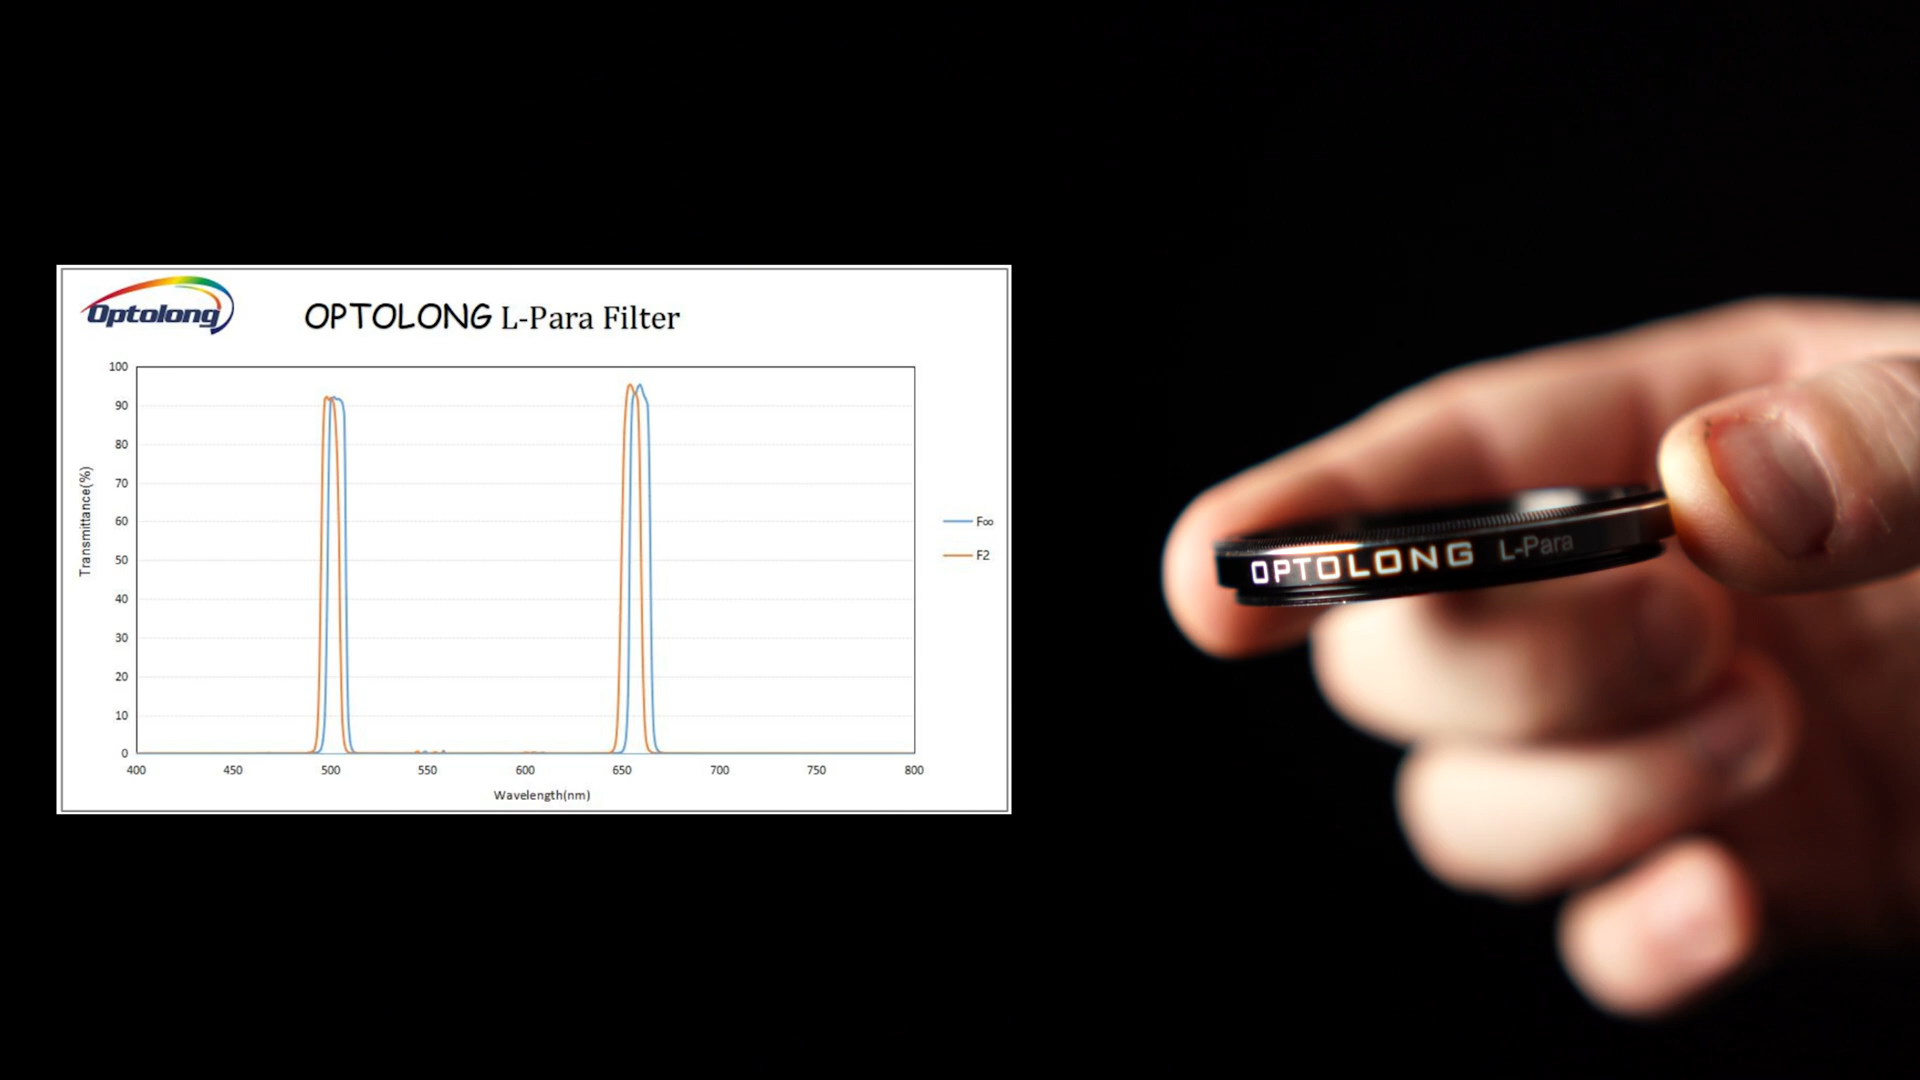 Optolong
OPTOLONG L-Para Filter
100
90
80
70
60
50
40
30
20
10
0
Transmittance(%)
400 450 500 550 600 650 700 750 800
Wavelength(nm)
F∞
F2
OPTOLONG L-Para